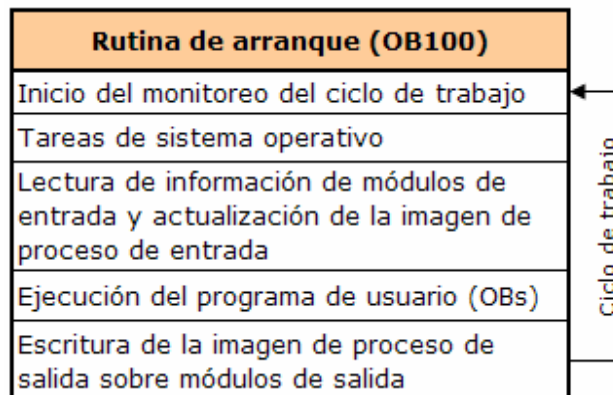 Rutina de arranque (OB100)
Inicio del monitoreo del ciclo de trabajo
Tareas de sistema operativo
Lectura de información de módulos de
entrada y actualización de la imagen de
proceso de entrada
Ejecución del programa de usuario (OBs)
Escritura de la imagen de proceso de
salida sobre módulos de salida
Ciclo de trabajo